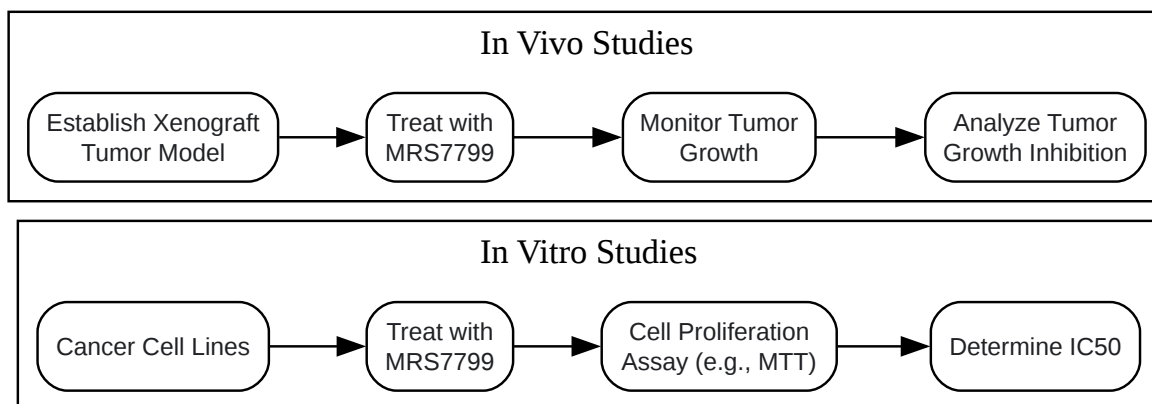 In Vivo Studies
Establish Xenograft
Tumor Model
Treat with
MRS7799
Monitor Tumor
Growth
Analyze Tumor
Growth Inhibition
In Vitro Studies
Cancer Cell Lines
Treat with
MRS7799
Cell Proliferation
Assay (e.g., MTT)
Determine IC50